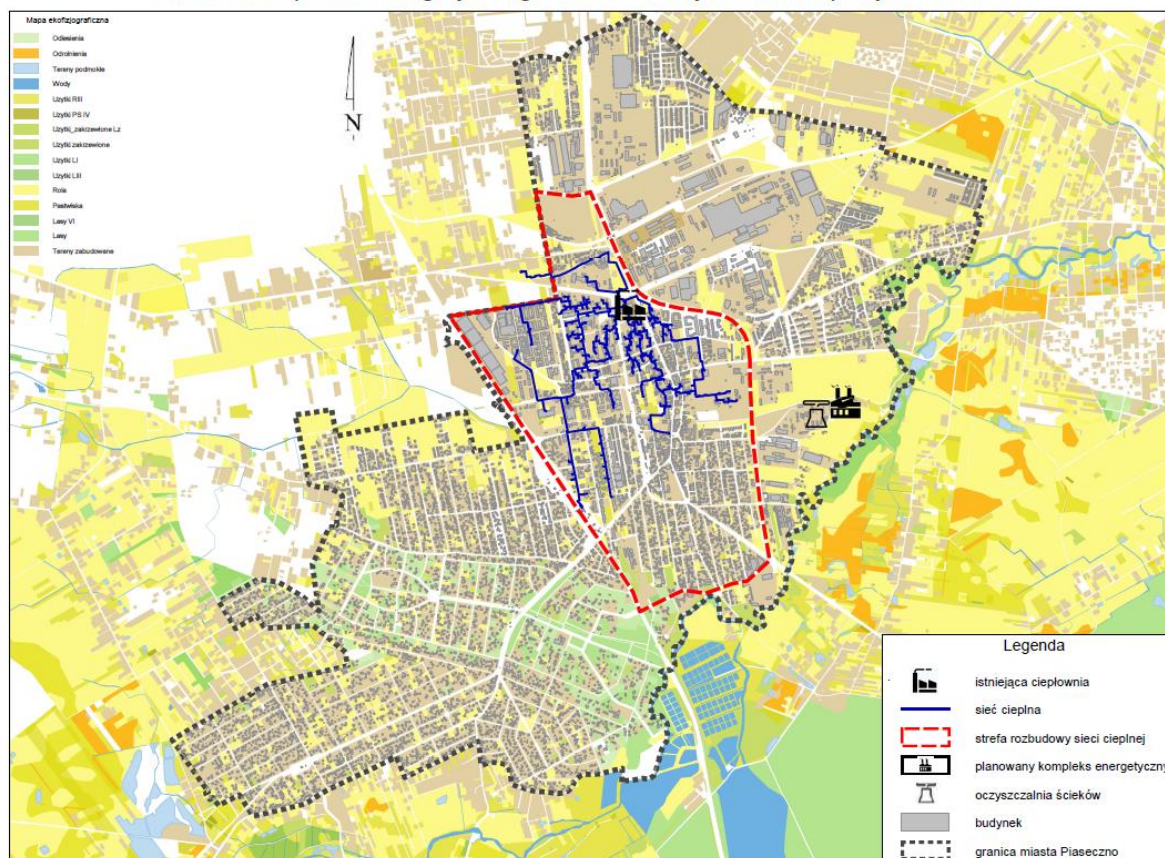 Mapa ekofizjograficzna
Odlesienia
Odrolnienia
Tereny podmokłe
Wody
Użytki RIII
Użytki PS IV
Użytki_zakrzewione Lz
Użytki zakrzewione
Użytki LI
Użytki LIII
Rola
Pastwiska
Lasy VI
Lasy
Tereny zabudowane
N
Legenda
istniejąca ciepłownia
sieć cieplna
strefa rozbudowy sieci cieplnej
planowany kompleks energetyczny
oczyszczalnia ścieków
budynek
granica miasta Piaseczno